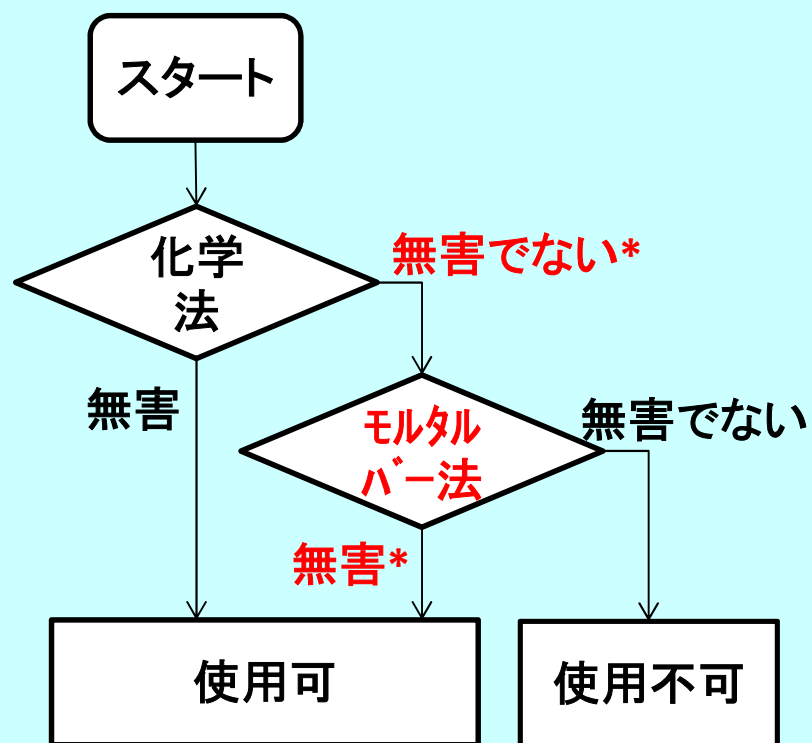 スタート
化学
法
無害でない*
無害
モルタル
バー法
無害でない
無害*
使用可
使用不可